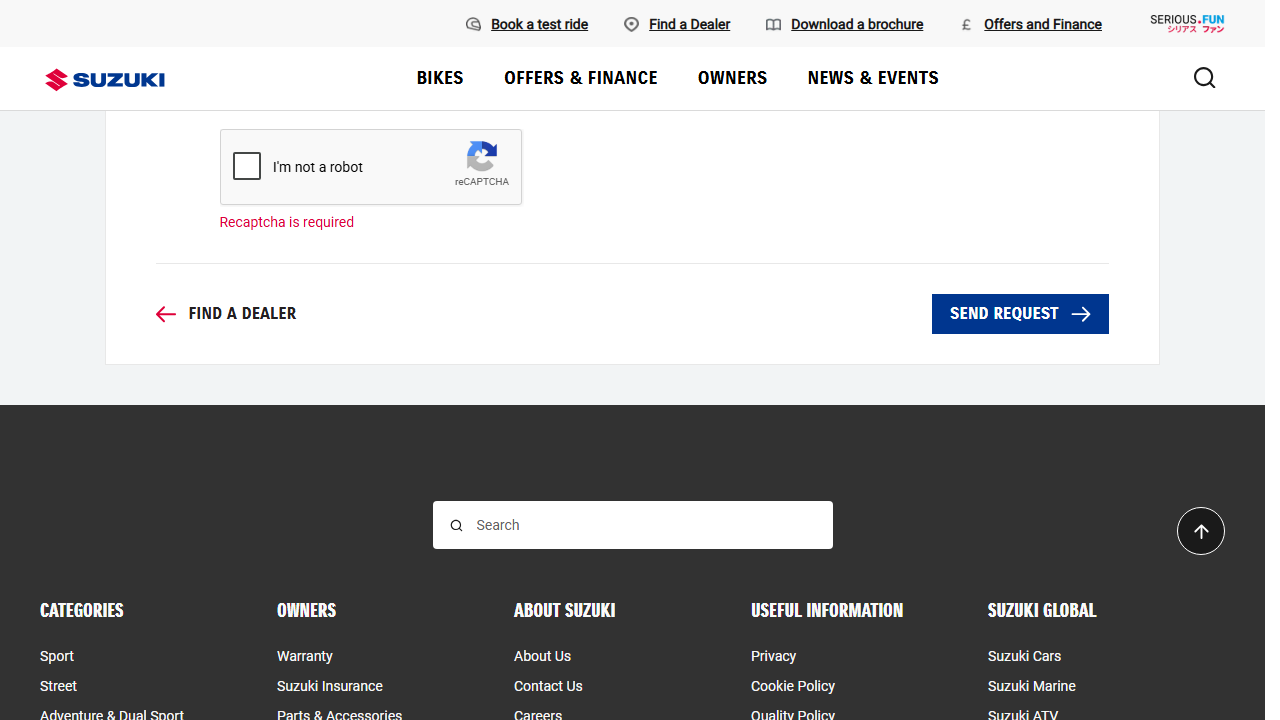 Book a test ride
Find a Dealer
Download a brochure
£ Offers and Finance
SERIOUS.FUN
シリアス ファン
SUZUKI
BIKES
OFFERS & FINANCE
OWNERS
NEWS & EVENTS
I'm not a robot
reCAPTCHA
Recaptcha is required
FIND A DEALER
SEND REQUEST
Search
CATEGORIES
Sport
Street
Adventure & Dual Sport
OWNERS
Warranty
Suzuki Insurance
Parts & Accessories
ABOUT SUZUKI
About Us
Contact Us
Careers
USEFUL INFORMATION
Privacy
Cookie Policy
Quality Policy
SUZUKI GLOBAL
Suzuki Cars
Suzuki Marine
Suzuki ATV